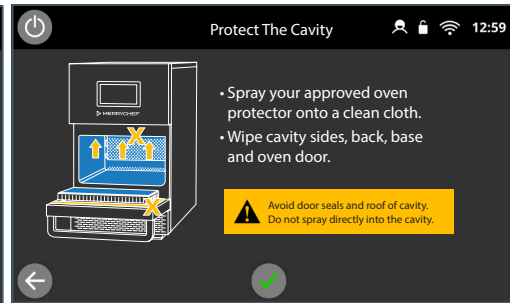 Protect The Cavity
12:59
MERRYCHEF
• Spray your approved oven
protector onto a clean cloth.
• Wipe cavity sides, back, base
and oven door.
Avoid door seals and roof of cavity.
Do not spray directly into the cavity.